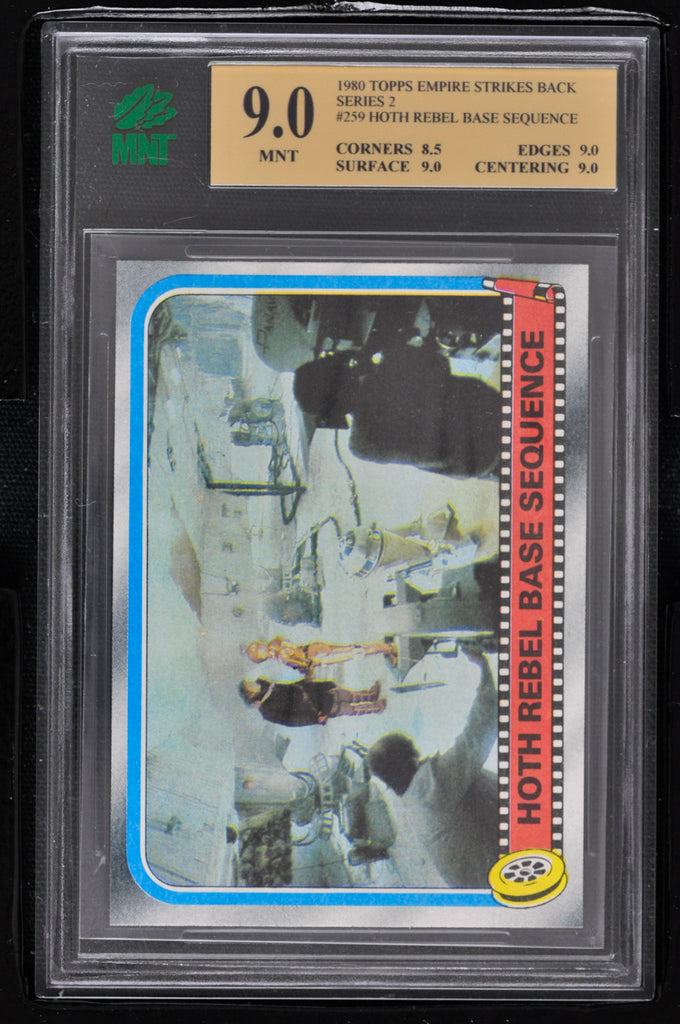 MNT
9.0
MNT
1980 TOPPS EMPIRE STRIKES BACK
SERIES 2
#259 HOTH REBEL BASE SEQUENCE
CORNERS 8.5 EDGES 9.0
SURFACE 9.0 CENTERING 9.0
HOTH REBEL BASE SEQUENCE